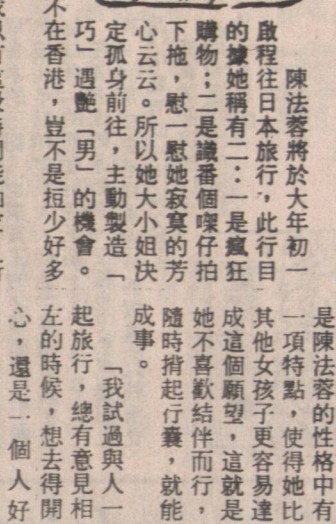 陳法蓉將於大年初一
啟程往日本旅行，此行目
的據她稱有二：一是瘋狂
購物；二是識番個㗎仔拍
下拖，慰一慰她寂寞的芳
心云云。所以她大小姐決
定孤身前往，主動製造「
巧」遇艷「男」的機會。
不在香港，豈不是掟少好多
是陳法蓉的性格中有
一項特點，使得她比
其他女孩子更容易達
成這個願望，這就是
她不喜歡結伴而行，
隨時揹起行囊，就能
成事。
「我試過與人一
起旅行，總有意見相
左的時候，想去得開
心，還是一個人好